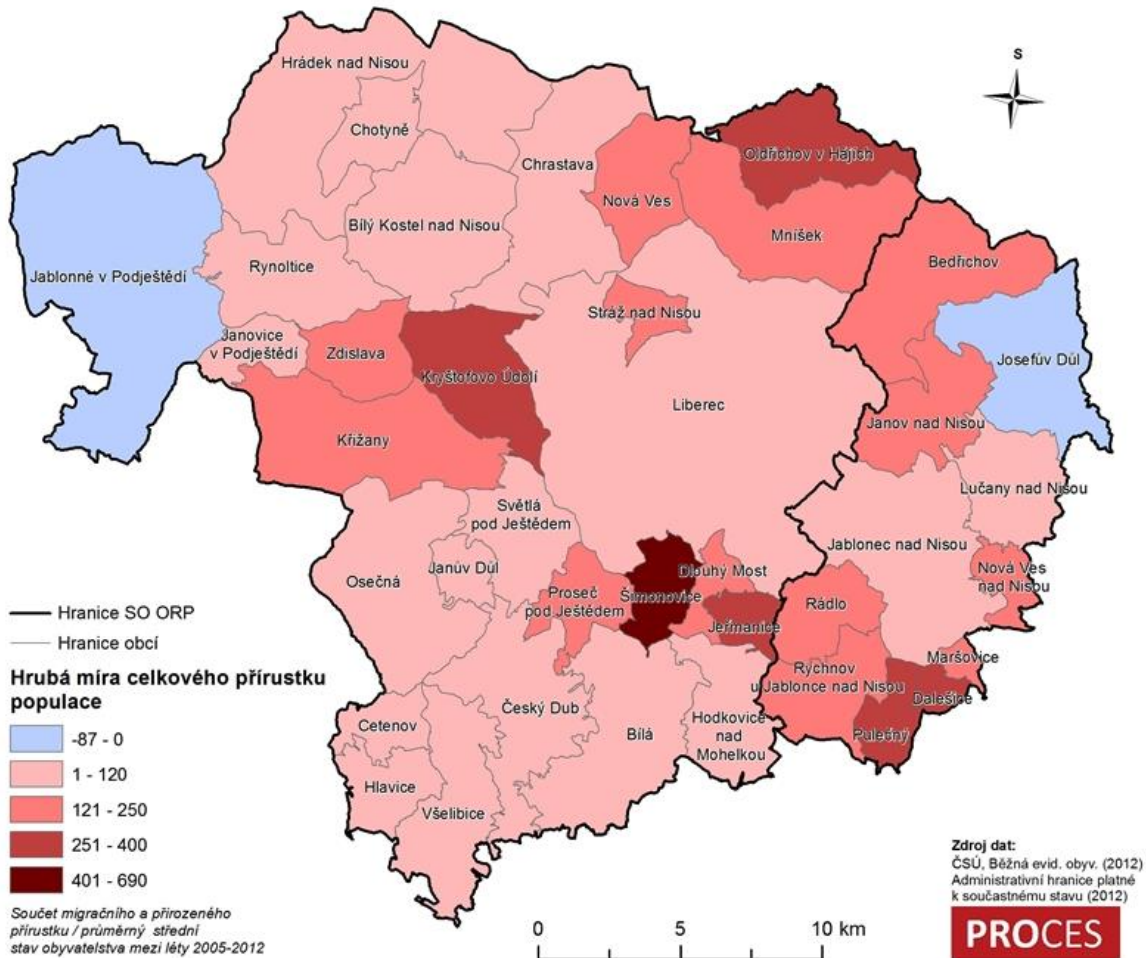 S
Hrádek nad Nisou
Chotyně
Chrastava
Oldřichov v Hájích
Nová Ves
Bílý Kostel nad Nisou
Mníšek
Bedřichov
Jablonné v Podještědí
Rynoltice
Stráž nad Nisou
Janovice
v Podještědí
Zdislava
Josefův Důl
Kryštofovo Údolí
Liberec
Janov nad Nisou
Křižany
Světlá
pod Ještědem
Lučany nad Nisou
Jablonec nad Nisou
Osečná
Janův Důl
Dlouhý Most
Nová Ves
nad Nisou
Proseč
pod Ještědem
Šimonovice
Rádlo
Jeřmanice
Maršovice
Rychnov
u Jablonce nad Nisou
Dalešice
Český Dub
Bílá
Hodkovice
nad
Mohelkou
Pulečný
Cetenov
Hlavice
Všelibice
Hranice SO ORP
Hranice obcí
Hrubá míra celkového přírustku
populace
-87 - 0
1 - 120
121 - 250
251 - 400
401 - 690
Součet migračního a přirozeného
přírustku / průměrný střední
stav obyvatelstva mezi léty 2005-2012
0 5 10 km
Zdroj dat:
ČSÚ, Běžná evid. obyv. (2012)
Administrativní hranice platné
k součastnému stavu (2012)
PROCES